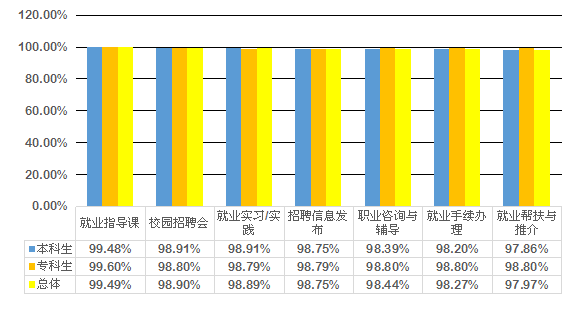 120.00%
100.00%
80.00%
60.00%
40.00%
20.00%
0.00%
就业指导课 校园招聘会 就业实习/实践 招聘信息发布 职业咨询与辅导 就业手续办理 就业帮扶与推介
本科生 99.48% 98.91% 98.91% 98.75% 98.39% 98.20% 97.86%
专科生 99.60% 98.80% 98.79% 98.79% 98.80% 98.80% 98.80%
总体 99.49% 98.90% 98.89% 98.75% 98.44% 98.27% 97.97%